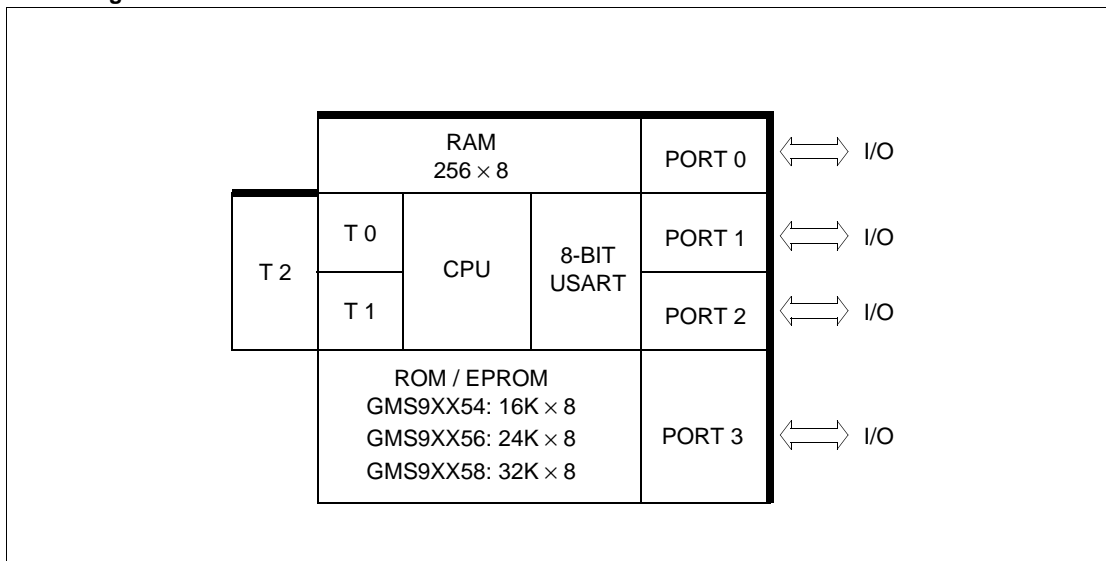 RAM
256 × 8
PORT 0
I/O
T 2
T 0
T 1
CPU
8-BIT
USART
PORT 1
I/O
PORT 2
I/O
ROM / EPROM
GMS9XX54: 16K × 8
GMS9XX56: 24K × 8
GMS9XX58: 32K × 8
PORT 3
I/O